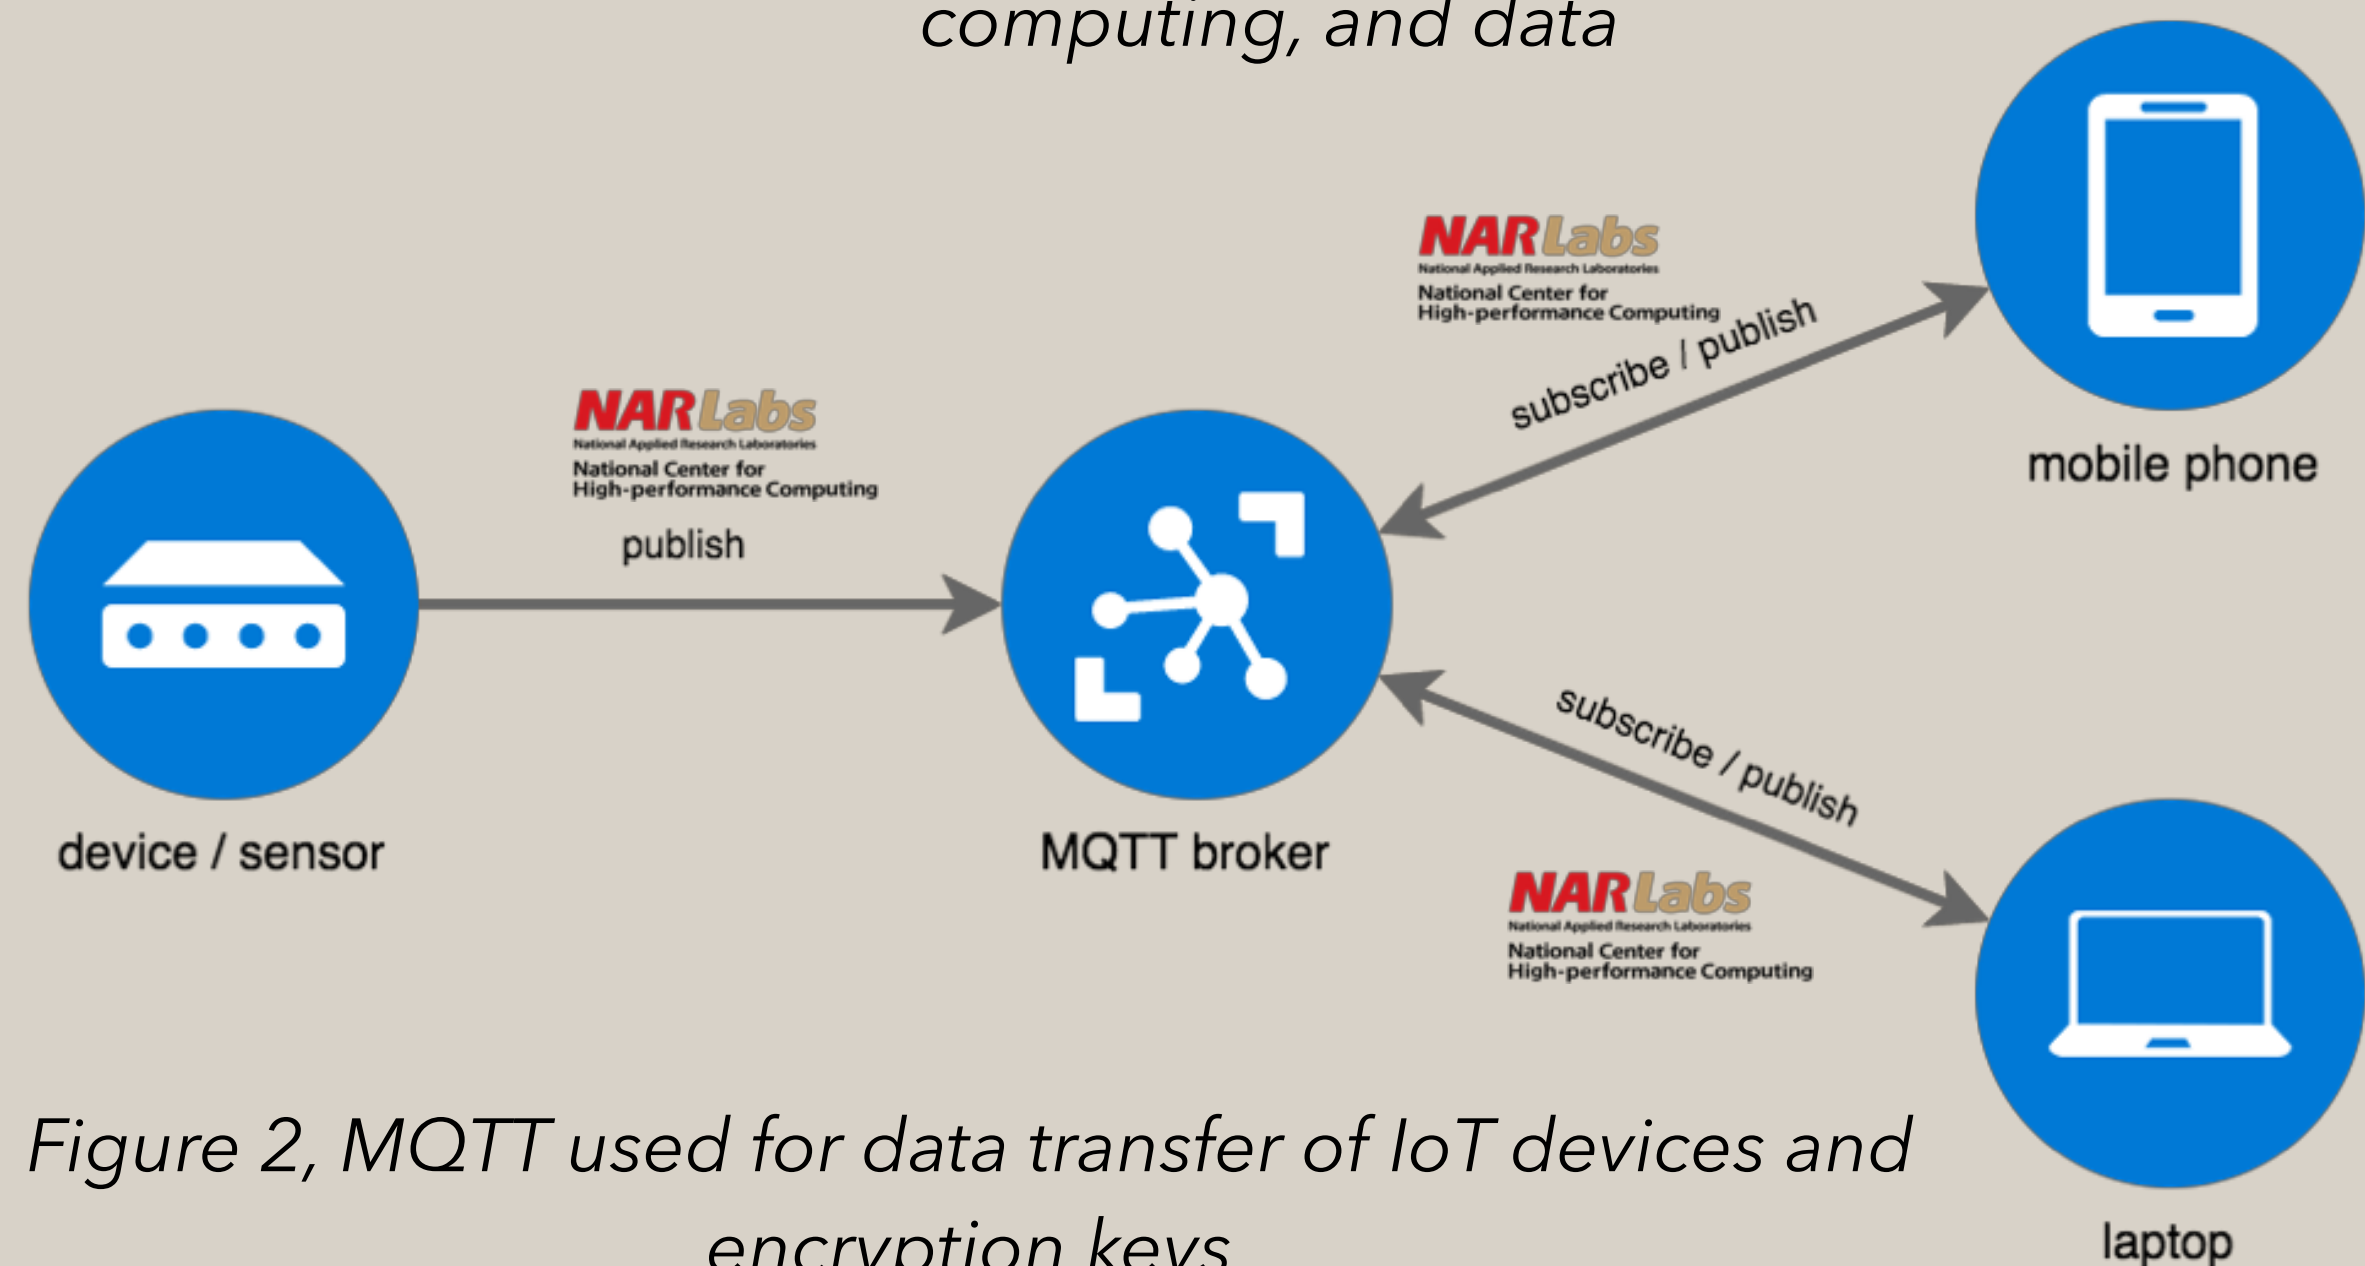 computing, and data
NARLabs
National Applied Research Laboratories
National Center for
High-performance Computing
subscribe / publish
mobile phone
NARLabs
National Applied Research Laboratories
National Center for
High-performance Computing
publish
device / sensor
MQTT broker
subscribe / publish
NARLabs
National Applied Research Laboratories
National Center for
High-performance Computing
laptop
Figure 2, MQTT used for data transfer of IoT devices and
encryption keys